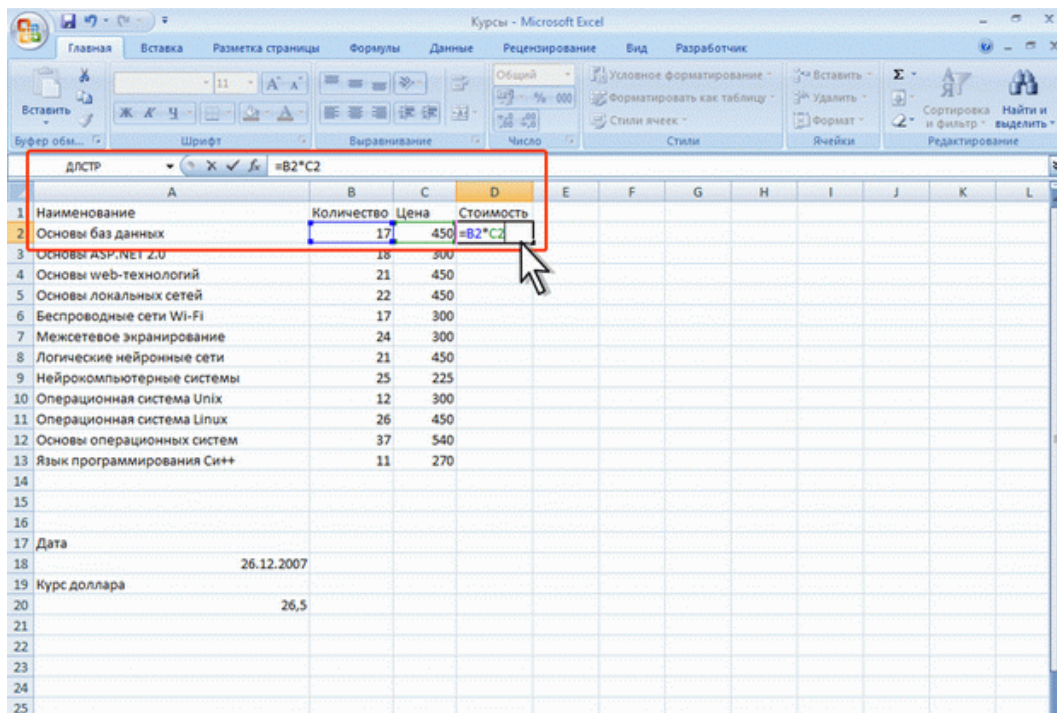 Курсы - Microsoft Excel
Главная Вставка Разметка страницы Формулы Данные Рецензирование Вид Разработчик
Вставить
Ж К Ч
11
A A
Общий
% 000
Условное форматирование
Форматировать как таблицу
Стили ячеек
Вставить
Удалить
Формат
Σ
Сортировка и фильтр
Найти и выделить
Буфер обм... Шрифт Выравнивание Число Стили Ячейки Редактирование
ДЛСТР fx =B2*C2
A B C D E F G H I J K L
1 Наименование Количество Цена Стоимость
2 Основы баз данных 17 450 =B2*C2
3 Основы ASP.NET 2.0 18 300
4 Основы web-технологий 21 450
5 Основы локальных сетей 22 450
6 Беспроводные сети Wi-Fi 17 300
7 Межсетевое экранирование 24 300
8 Логические нейронные сети 21 450
9 Нейрокомпьютерные системы 25 225
10 Операционная система Unix 12 300
11 Операционная система Linux 26 450
12 Основы операционных систем 37 540
13 Язык программирования Си++ 11 270
14
15
16
17 Дата
18 26.12.2007
19 Курс доллара
20 26,5
21
22
23
24
25